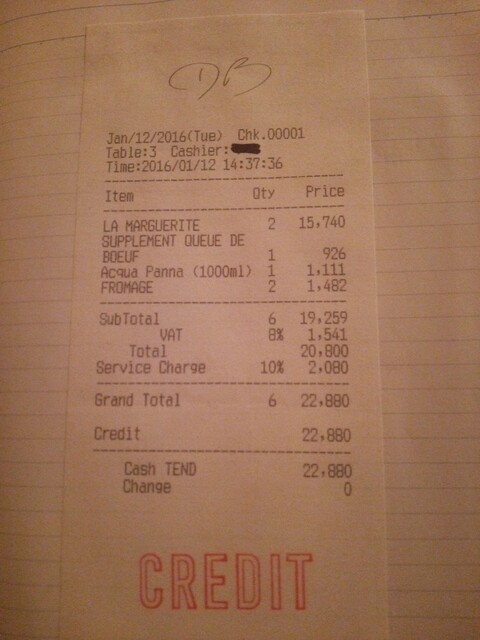 DB
Jan/12/2016(Tue) Chk.00001
Table:3 Cashier:
Time:2016/01/12 14:37:36
Item Qty Price
LA MARGUERITE 2 15,740
SUPPLEMENT QUEUE DE
BOEUF 1 926
Acqua Panna (1000ml) 1 1,111
FROMAGE 2 1,482
SubTotal 6 19,259
VAT 8% 1,541
Total 20,800
Service Charge 10% 2,080
Grand Total 6 22,880
Credit 22,880
Cash TEND 22,880
Change 0
CREDIT